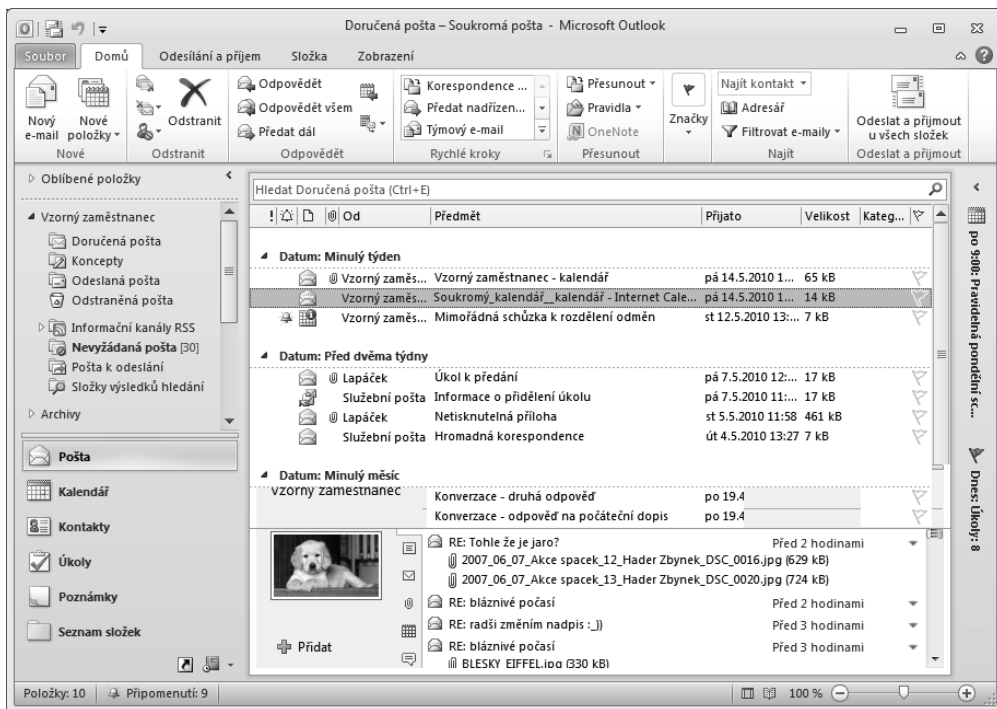 Doručená pošta – Soukromá pošta - Microsoft Outlook
Soubor Domů Odesílání a příjem Složka Zobrazení
Nový e-mail
Nové položky
Nové
Odstranit
Odstranit
Odpovědět
Odpovědět všem
Předat dál
Odpovědět
Korespondence ...
Předat nadřízen...
Týmový e-mail
Rychlé kroky
Přesunout
Pravidla
OneNote
Přesunout
Značky
Najít kontakt
Adresář
Filtrovat e-maily
Najít
Odeslat a přijmout
u všech složek
Odeslat a přijmout
Oblíbené položky
Vzorný zaměstnanec
Doručená pošta
Koncepty
Odeslaná pošta
Odstraněná pošta
Informační kanály RSS
Nevyžádaná pošta [30]
Pošta k odeslání
Složky výsledků hledání
Archivy
Pošta
Kalendář
Kontakty
Úkoly
Poznámky
Seznam složek
Hledat Doručená pošta (Ctrl+E)
! Od Předmět Přijato Velikost Kateg...
Datum: Minulý týden
Vzorný zaměs... Vzorný zaměstnanec - kalendář pá 14.5.2010 1... 65 kB
Vzorný zaměs... Soukromý_kalendář__kalendář - Internet Cale... pá 14.5.2010 1... 14 kB
Vzorný zaměs... Mimořádná schůzka k rozdělení odměn st 12.5.2010 13:... 7 kB
Datum: Před dvěma týdny
Lapáček Úkol k předání pá 7.5.2010 12:... 17 kB
Služební pošta Informace o přidělení úkolu pá 7.5.2010 11:... 17 kB
Lapáček Netisknutelná příloha st 5.5.2010 11:58 461 kB
Služební pošta Hromadná korespondence út 4.5.2010 13:27 7 kB
Datum: Minulý měsíc
Vzorný zaměstnanec
Konverzace - druhá odpověď po 19.4
Konverzace - odpověď na počáteční dopis po 19.4
RE: Tohle že je jaro? Před 2 hodinami
2007_06_07_Akce spacek_12_Hader Zbynek_DSC_0016.jpg (629 kB)
2007_06_07_Akce spacek_13_Hader Zbynek_DSC_0020.jpg (724 kB)
RE: bláznivé počasí Před 2 hodinami
RE: radši změním nadpis :_)) Před 3 hodinami
RE: bláznivé počasí Před 3 hodinami
BLESKY_EIFFEL.jpg (330 kB)
Přidat
po 9:00: Pravidelná pondělní sc...
Dnes: Úkoly: 8
Položky: 10 Připomenutí: 9 100 %